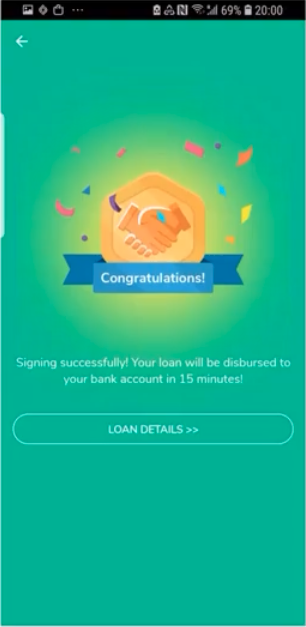 69% 20:00
Congratulations!
Signing successfully! Your loan will be disbursed to
your bank account in 15 minutes!
LOAN DETAILS >>